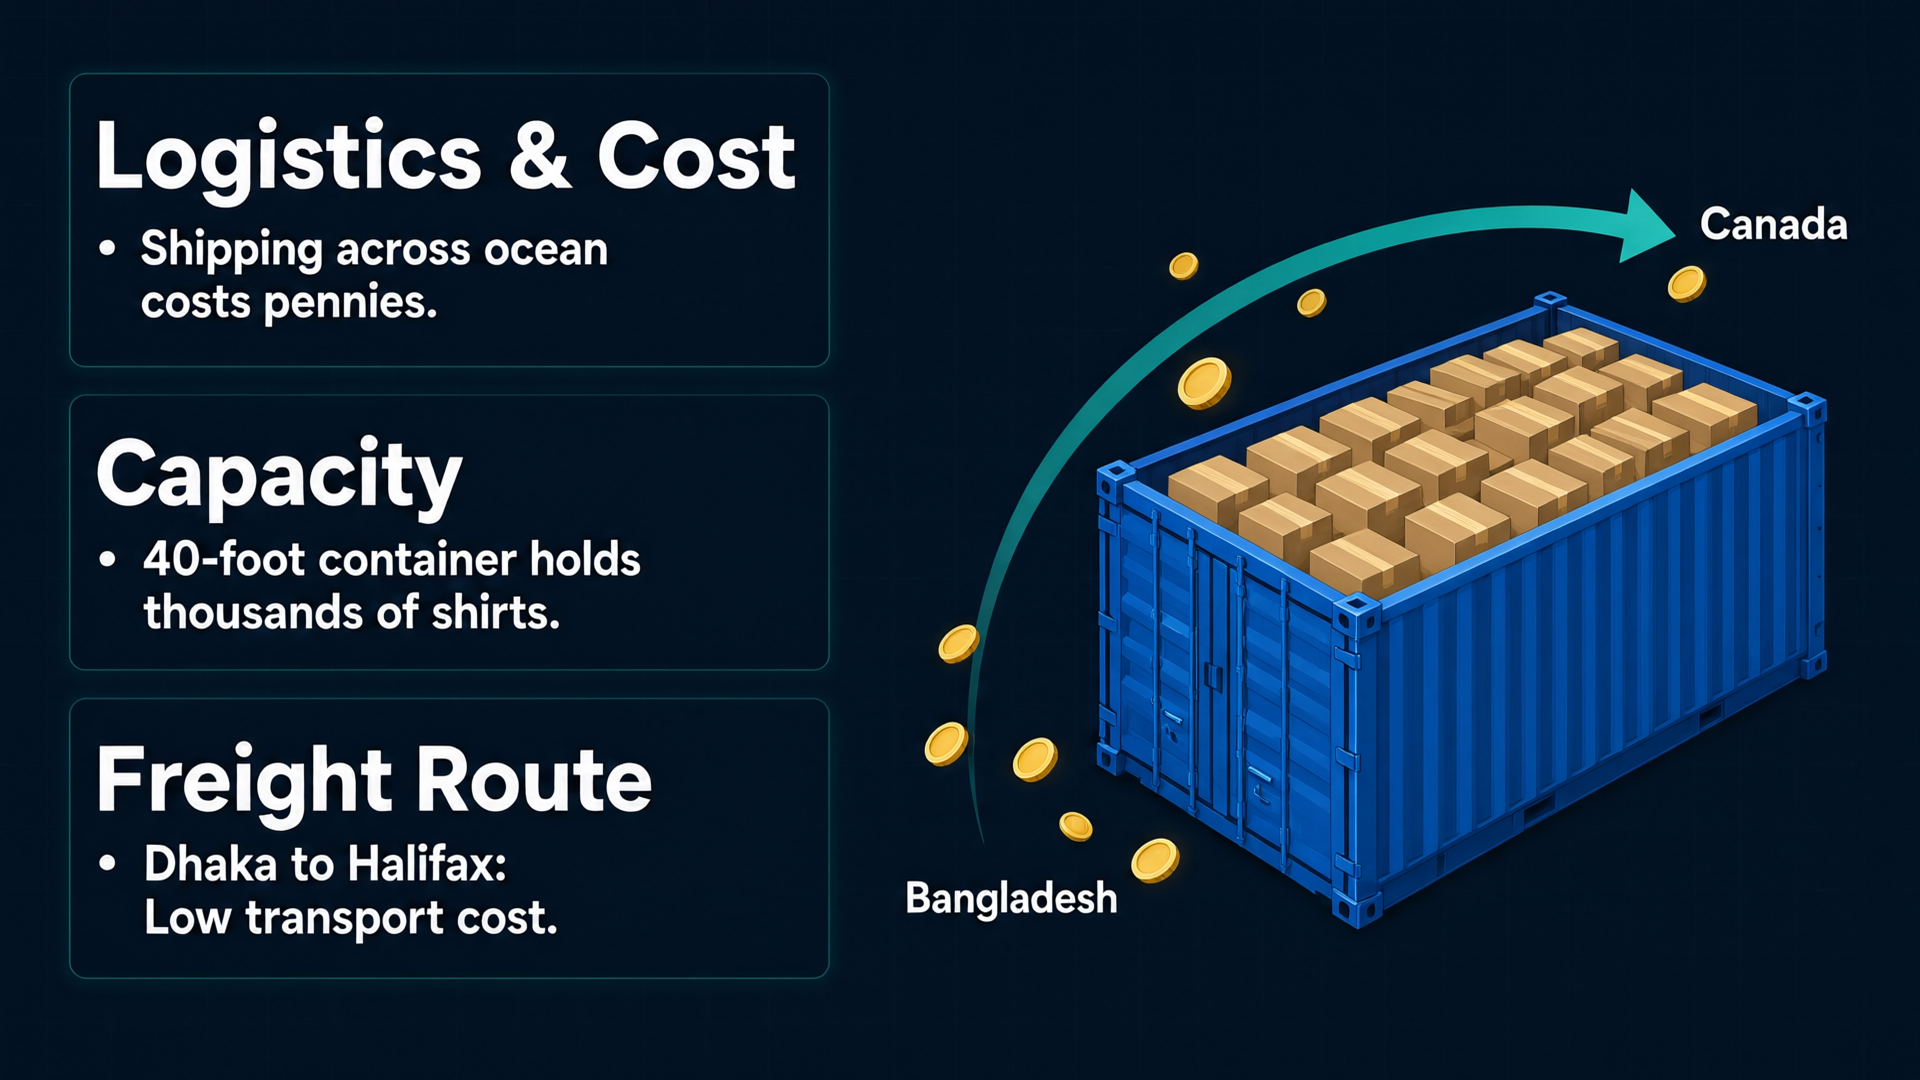 Logistics & Cost
• Shipping across ocean
costs pennies.
Capacity
• 40-foot container holds
thousands of shirts.
Freight Route
• Dhaka to Halifax:
Low transport cost.
Canada
Bangladesh